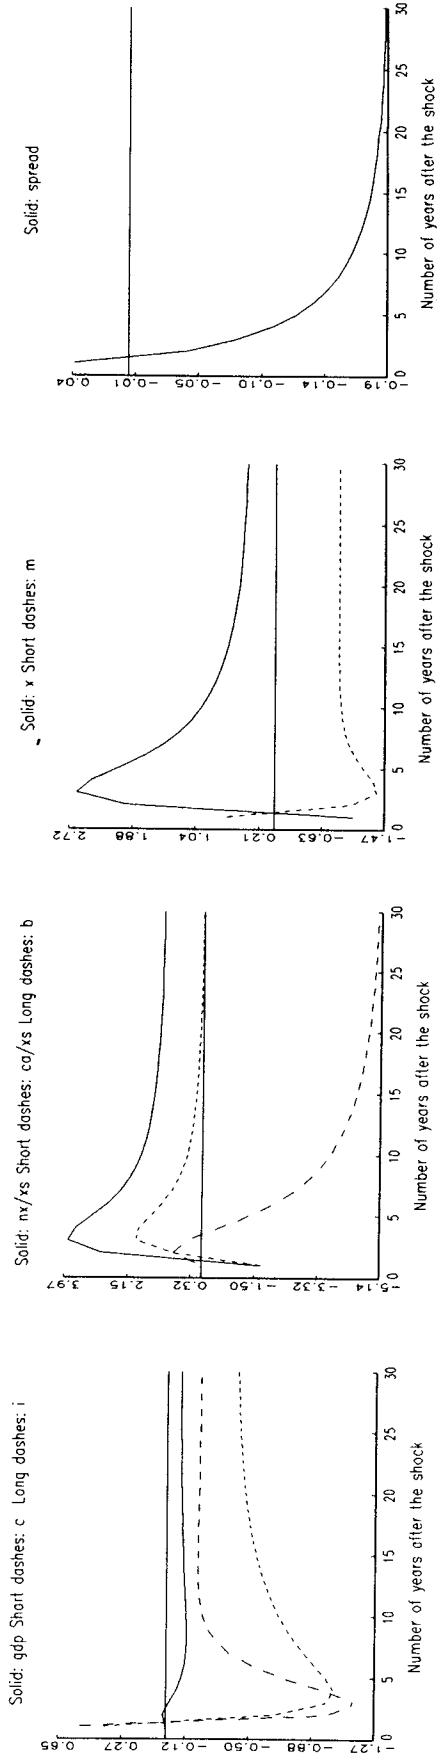 Solid: gdp Short dashes: c Long dashes: i
0.65
0.27
-0.12
-0.50
-0.88
-1.27
0 5 10 15 20 25 30
Number of years after the shock
Solid: nx/xs Short dashes: ca/xs Long dashes: b
3.97
2.15
0.32
-1.50
-3.32
-5.14
0 5 10 15 20 25 30
Number of years after the shock
Solid: x Short dashes: m
2.72
1.88
1.04
0.21
-0.63
-1.47
0 5 10 15 20 25 30
Number of years after the shock
Solid: spread
0.04
-0.01
-0.05
-0.10
-0.14
-0.19
0 5 10 15 20 25 30
Number of years after the shock